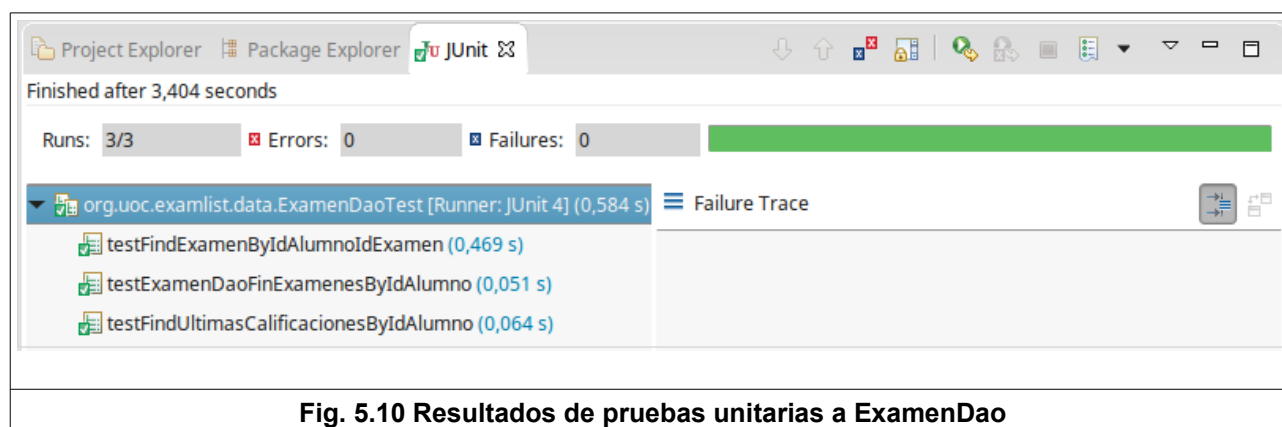 Project Explorer Package Explorer JUnit
Finished after 3,404 seconds
Runs: 3/3 Errors: 0 Failures: 0
org.uoc.examlist.data.ExamenDaoTest [Runner: JUnit 4] (0,584 s) Failure Trace
testFindExamenByIdAlumnoIdExamen (0,469 s)
testExamenDaoFinExamenesByIdAlumno (0,051 s)
testFindUltimasCalificacionesByIdAlumno (0,064 s)
Fig. 5.10 Resultados de pruebas unitarias a ExamenDao